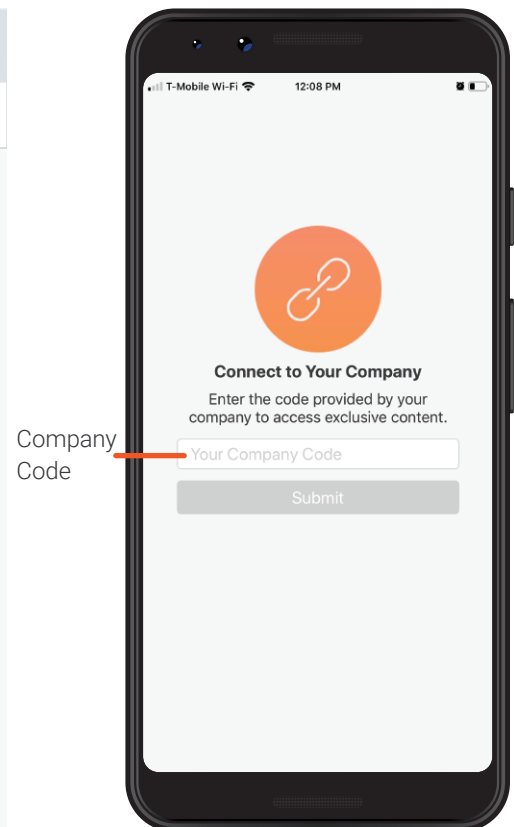 T-Mobile Wi-Fi 12:08 PM
Connect to Your Company
Enter the code provided by your
company to access exclusive content.
Company
Code
Your Company Code
Submit